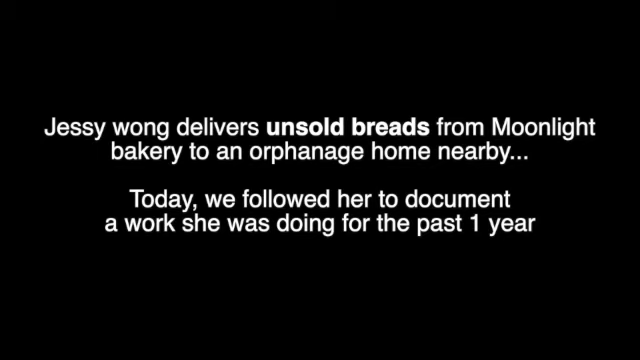 Jessy wong delivers unsold breads from Moonlight
bakery to an orphanage home nearby...
Today, we followed her to document
a work she was doing for the past 1 year